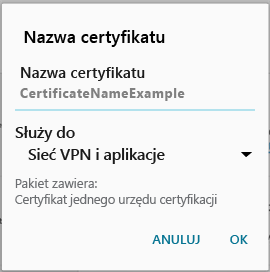 Nazwa certyfikatu
Nazwa certyfikatu
CertificateNameExample
Służy do
Sieć VPN i aplikacje
Pakiet zawiera:
Certyfikat jednego urzędu certyfikacji
ANULUJ OK